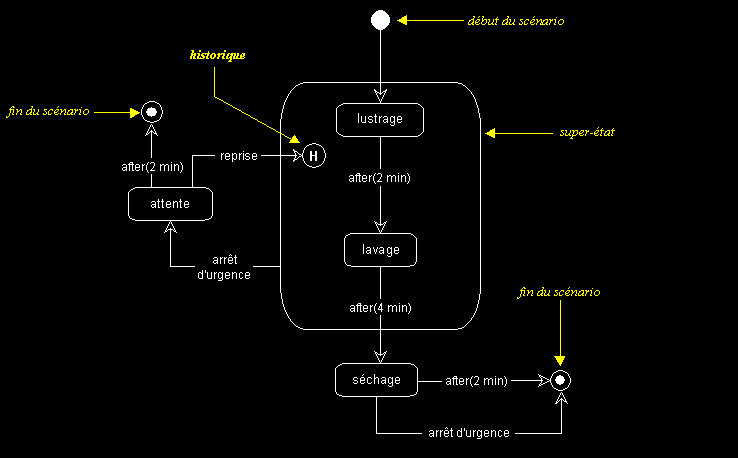 début du scénario
historique
fin du scénario
lustrage
super-état
reprise
H
after(2 min)
after(2 min)
attente
lavage
arrêt
d'urgence
fin du scénario
after(4 min)
séchage
after(2 min)
arrêt d'urgence